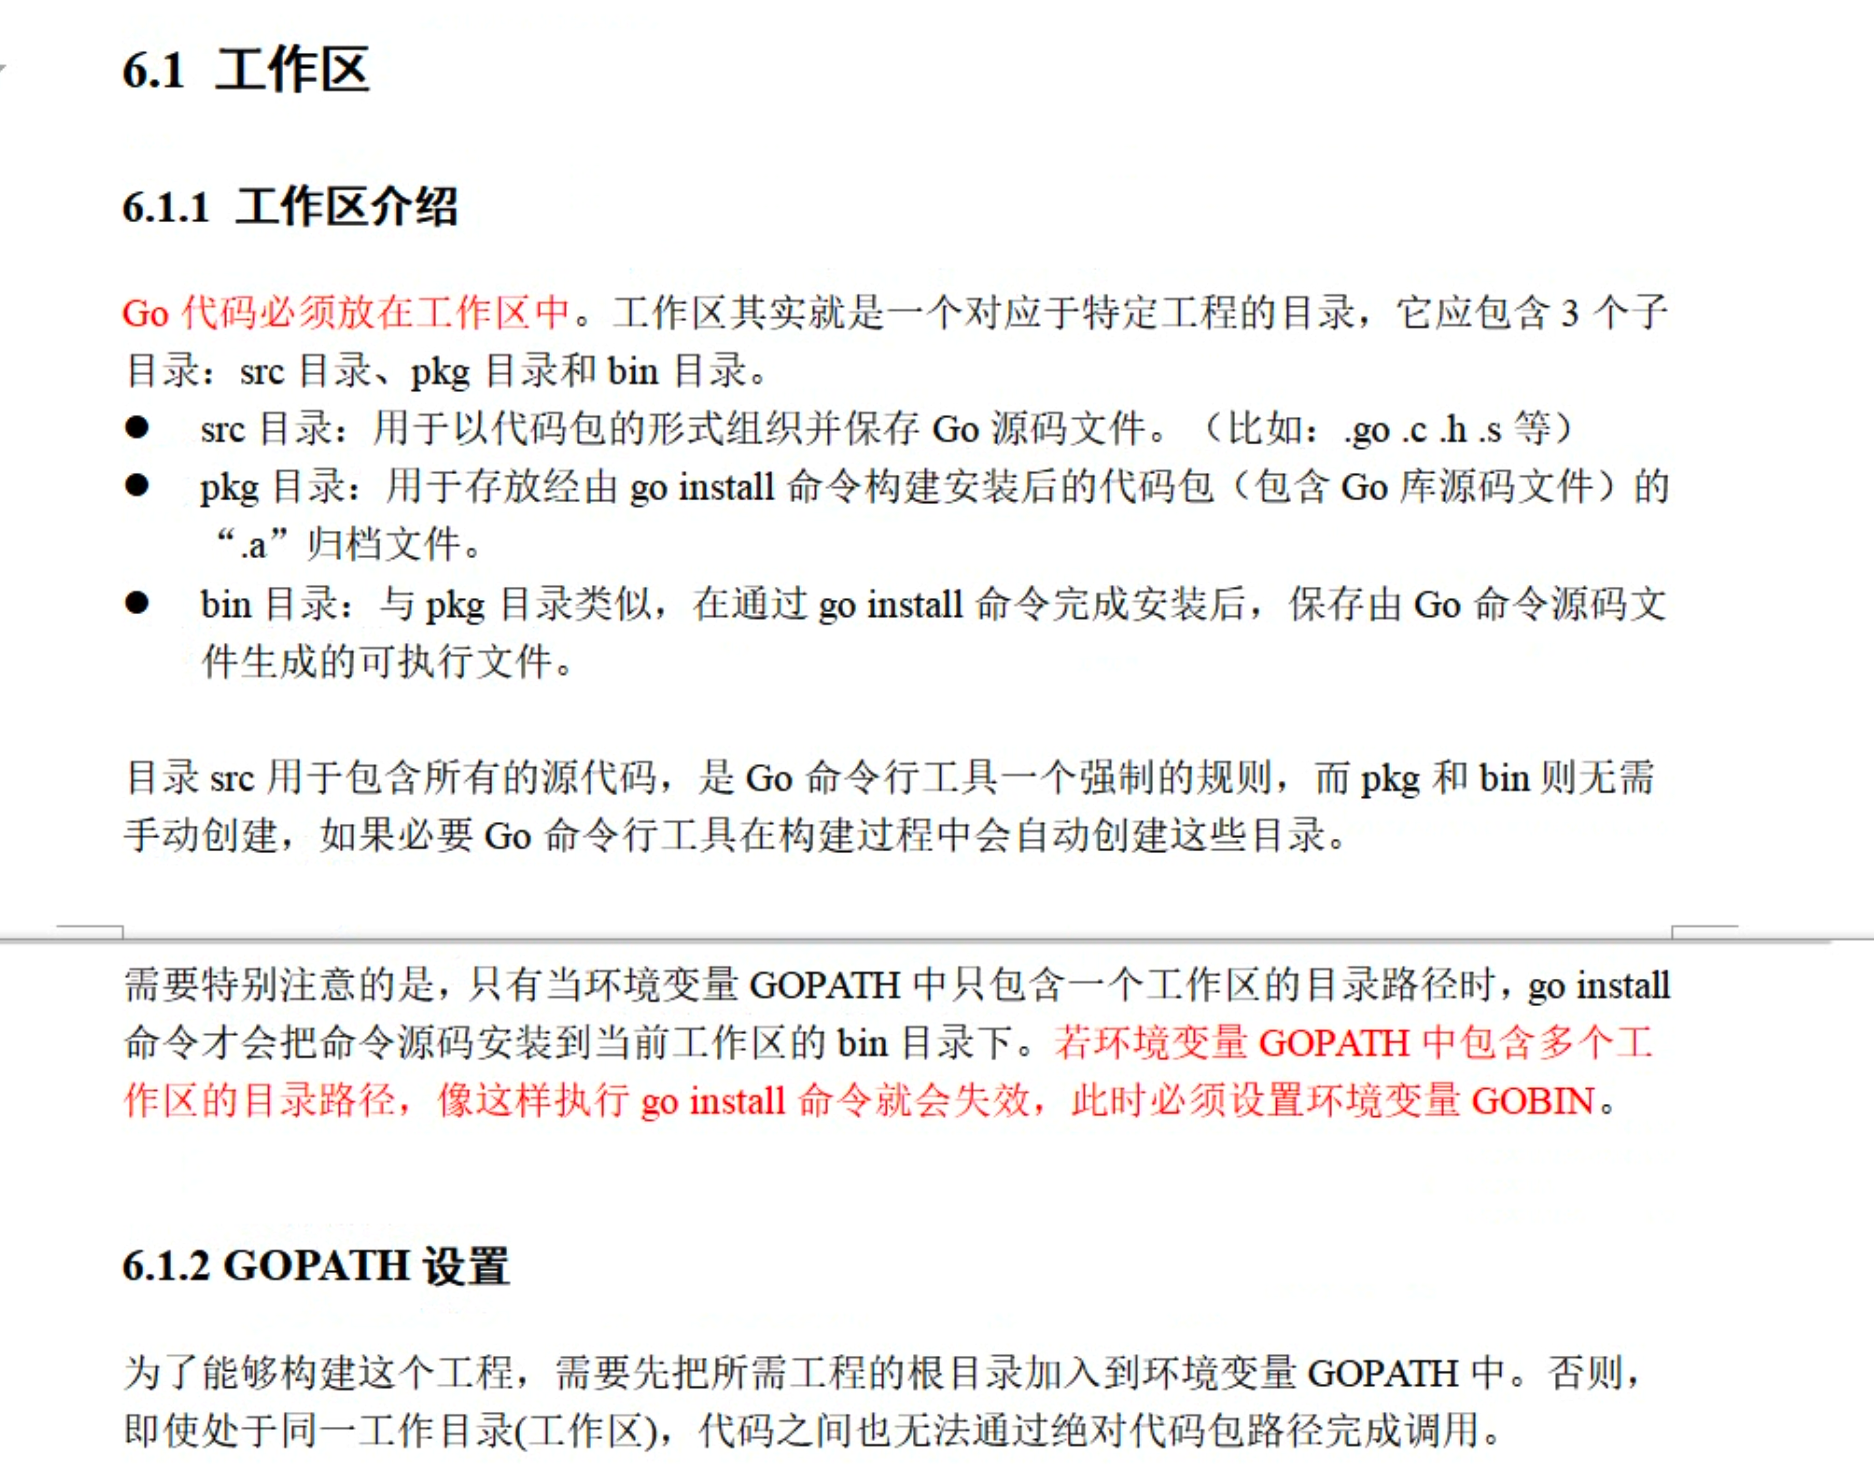 6.1 工作区
6.1.1 工作区介绍
Go 代码必须放在工作区中。工作区其实就是一个对应于特定工程的目录，它应包含 3 个子
目录：src 目录、pkg 目录和 bin 目录。
● src 目录：用于以代码包的形式组织并保存 Go 源码文件。（比如：.go .c .h .s 等）
● pkg 目录：用于存放经由 go install 命令构建安装后的代码包（包含 Go 库源码文件）的
“.a”归档文件。
● bin 目录：与 pkg 目录类似，在通过 go install 命令完成安装后，保存由 Go 命令源码文
件生成的可执行文件。
目录 src 用于包含所有的源代码，是 Go 命令行工具一个强制的规则，而 pkg 和 bin 则无需
手动创建，如果必要 Go 命令行工具在构建过程中会自动创建这些目录。
需要特别注意的是，只有当环境变量 GOPATH 中只包含一个工作区的目录路径时，go install
命令才会把命令源码安装到当前工作区的 bin 目录下。若环境变量 GOPATH 中包含多个工
作区的目录路径，像这样执行 go install 命令就会失效，此时必须设置环境变量 GOBIN。
6.1.2 GOPATH 设置
为了能够构建这个工程，需要先把所需工程的根目录加入到环境变量 GOPATH 中。否则，
即使处于同一工作目录(工作区)，代码之间也无法通过绝对代码包路径完成调用。